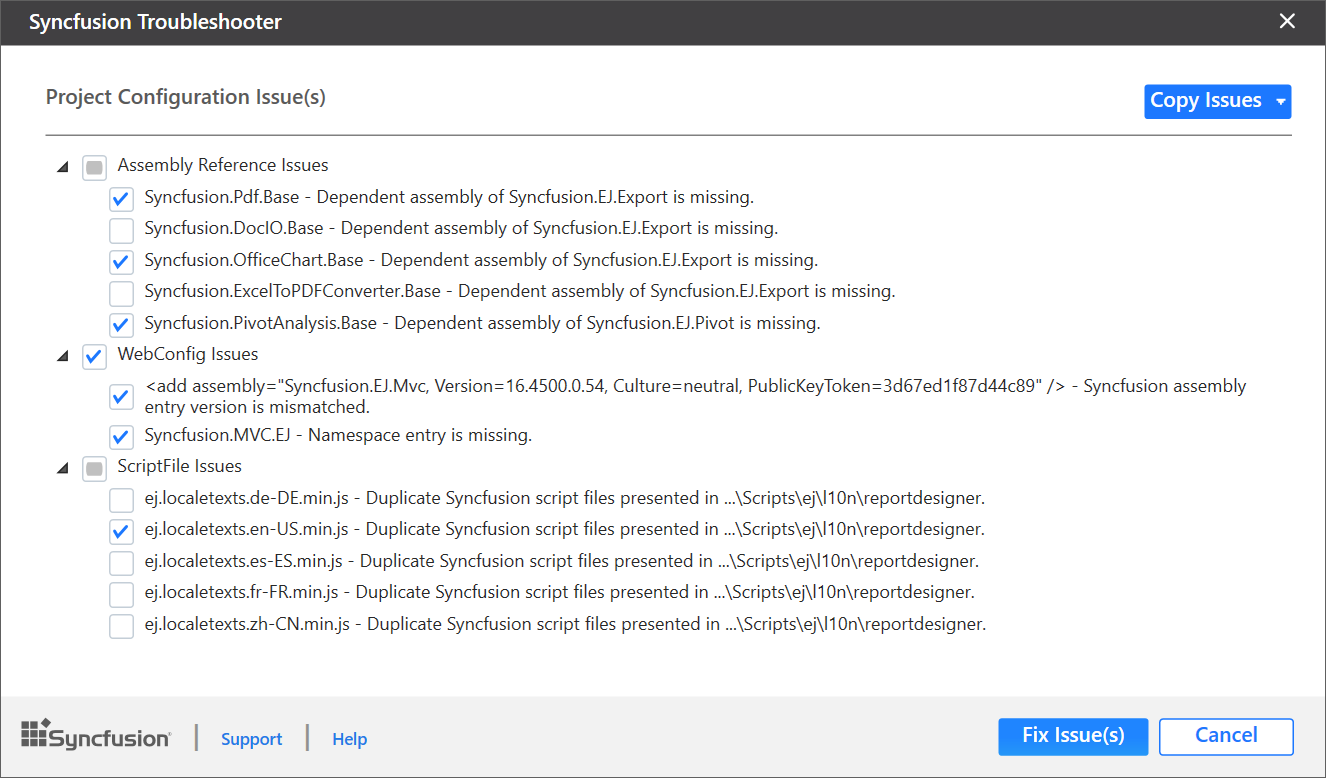 Syncfusion Troubleshooter
Project Configuration Issue(s)
Copy Issues
Assembly Reference Issues
Syncfusion.Pdf.Base - Dependent assembly of Syncfusion.EJ.Export is missing.
Syncfusion.DocIO.Base - Dependent assembly of Syncfusion.EJ.Export is missing.
Syncfusion.OfficeChart.Base - Dependent assembly of Syncfusion.EJ.Export is missing.
Syncfusion.ExcelToPDFConverter.Base - Dependent assembly of Syncfusion.EJ.Export is missing.
Syncfusion.PivotAnalysis.Base - Dependent assembly of Syncfusion.EJ.Pivot is missing.
WebConfig Issues
<add assembly="Syncfusion.EJ.Mvc, Version=16.4500.0.54, Culture=neutral, PublicKeyToken=3d67ed1f87d44c89" /> - Syncfusion assembly
entry version is mismatched.
Syncfusion.MVC.EJ - Namespace entry is missing.
ScriptFile Issues
ej.localetexts.de-DE.min.js - Duplicate Syncfusion script files presented in ...\Scripts\ej\l10n\reportdesigner.
ej.localetexts.en-US.min.js - Duplicate Syncfusion script files presented in ...\Scripts\ej\l10n\reportdesigner.
ej.localetexts.es-ES.min.js - Duplicate Syncfusion script files presented in ...\Scripts\ej\l10n\reportdesigner.
ej.localetexts.fr-FR.min.js - Duplicate Syncfusion script files presented in ...\Scripts\ej\l10n\reportdesigner.
ej.localetexts.zh-CN.min.js - Duplicate Syncfusion script files presented in ...\Scripts\ej\l10n\reportdesigner.
Syncfusion® | Support | Help
Fix Issue(s)
Cancel